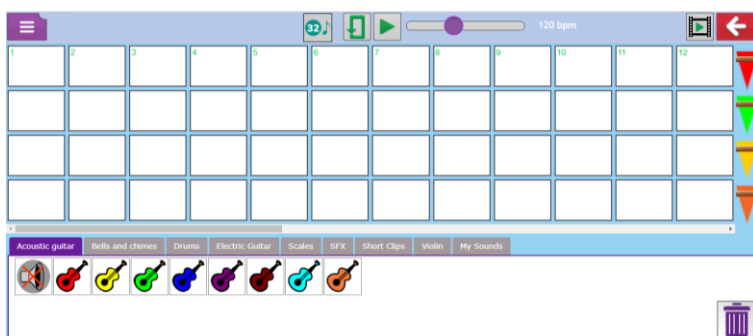 32 120 bpm
1 2 3 4 5 6 7 8 9 10 11 12
Acoustic guitar Bells and chimes Drums Electric Guitar Scales SFX Short Clips Violin My Sounds